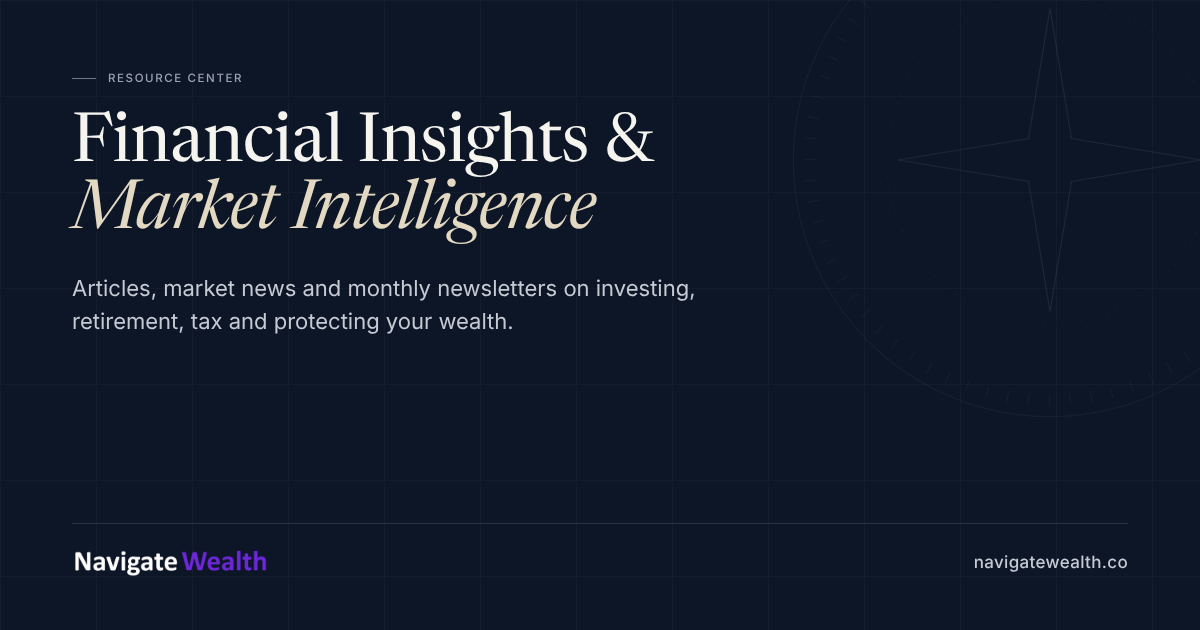 RESOURCE CENTER
Financial Insights &
Market Intelligence
Articles, market news and monthly newsletters on investing,
retirement, tax and protecting your wealth.
Navigate Wealth
navigatewealth.co